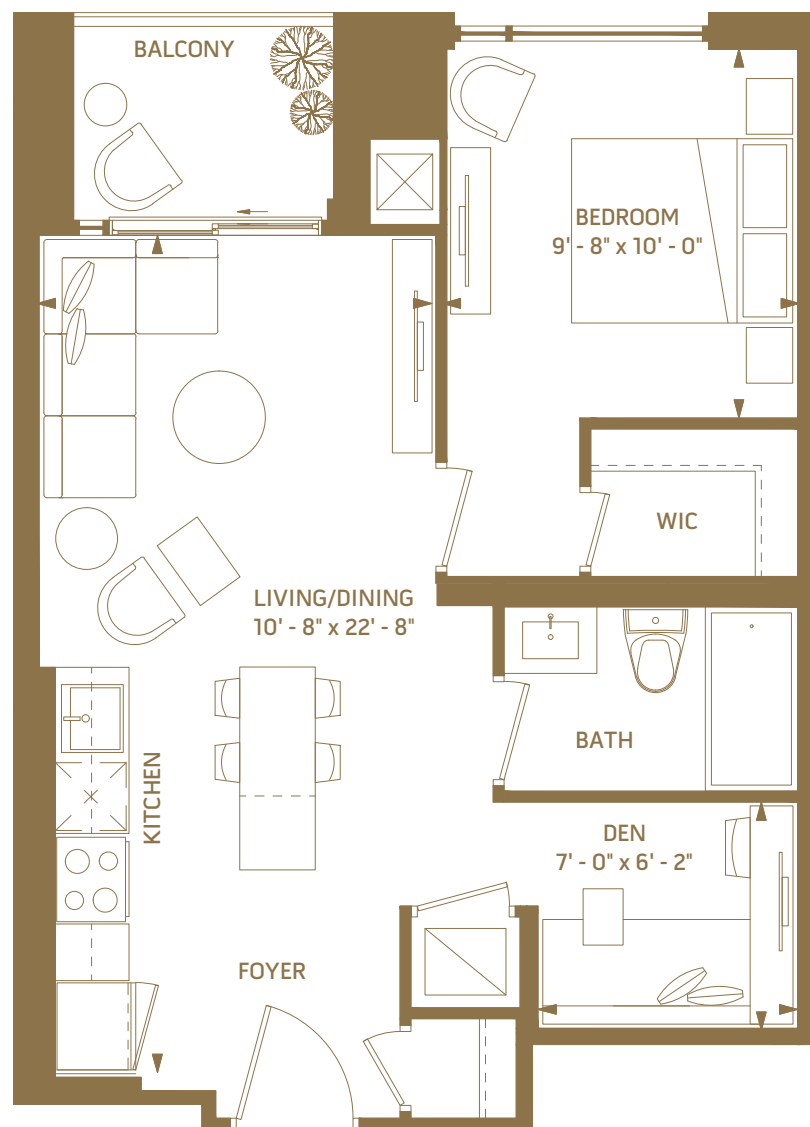 BALCONY
BEDROOM
9' - 8" x 10' - 0"
WIC
LIVING/DINING
10' - 8" x 22' - 8"
BATH
KITCHEN
DEN
7' - 0" x 6' - 2"
FOYER